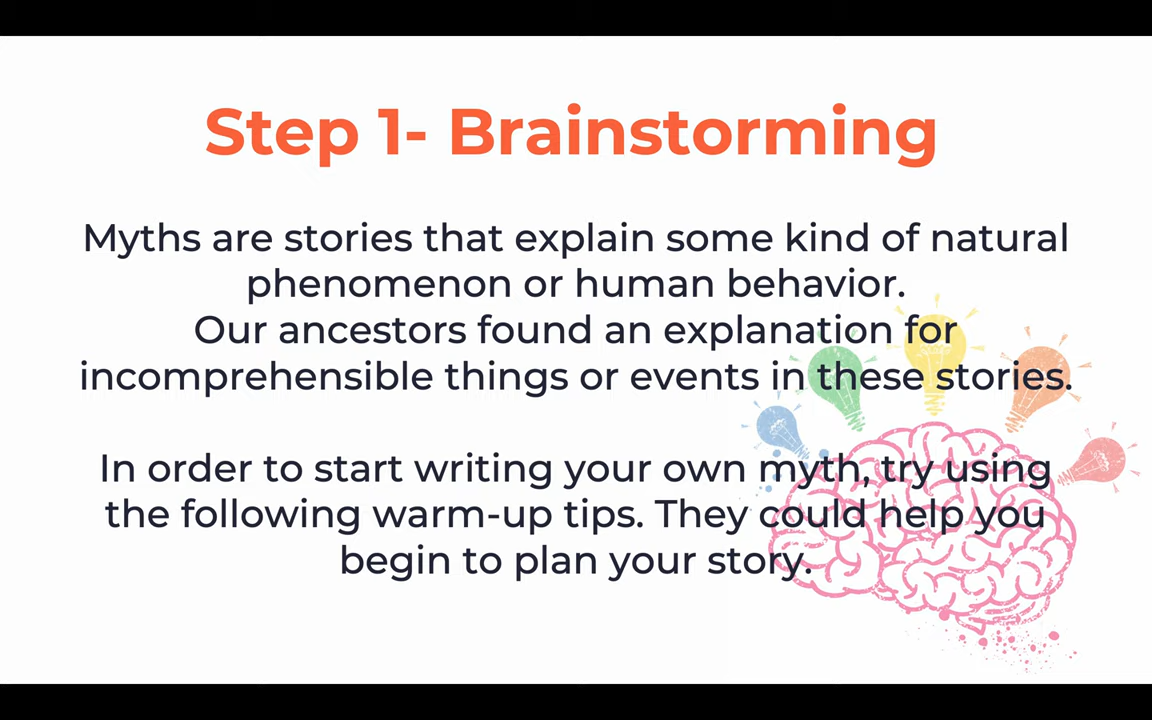 Step 1- Brainstorming
Myths are stories that explain some kind of natural
phenomenon or human behavior.
Our ancestors found an explanation for
incomprehensible things or events in these stories.
In order to start writing your own myth, try using
the following warm-up tips. They could help you
begin to plan your story.